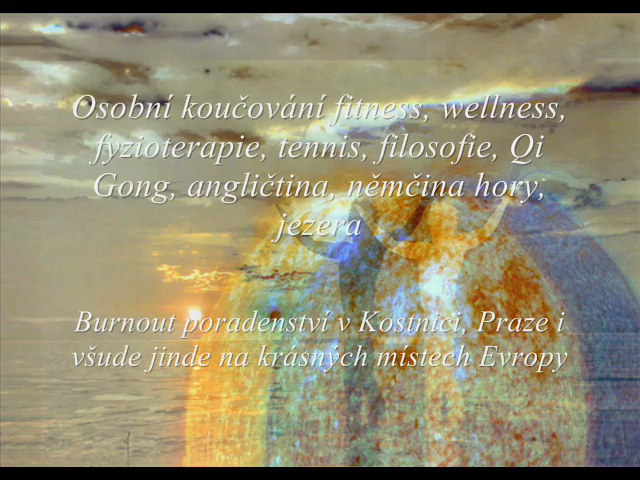 Osobní koučování fitness, wellness,
fyzioterapie, tennis, filosofie, Qi
Gong, angličtina, němčina hory,
jezera
Burnout poradenství v Kostnici, Praze i
všude jinde na krásných místech Evropy